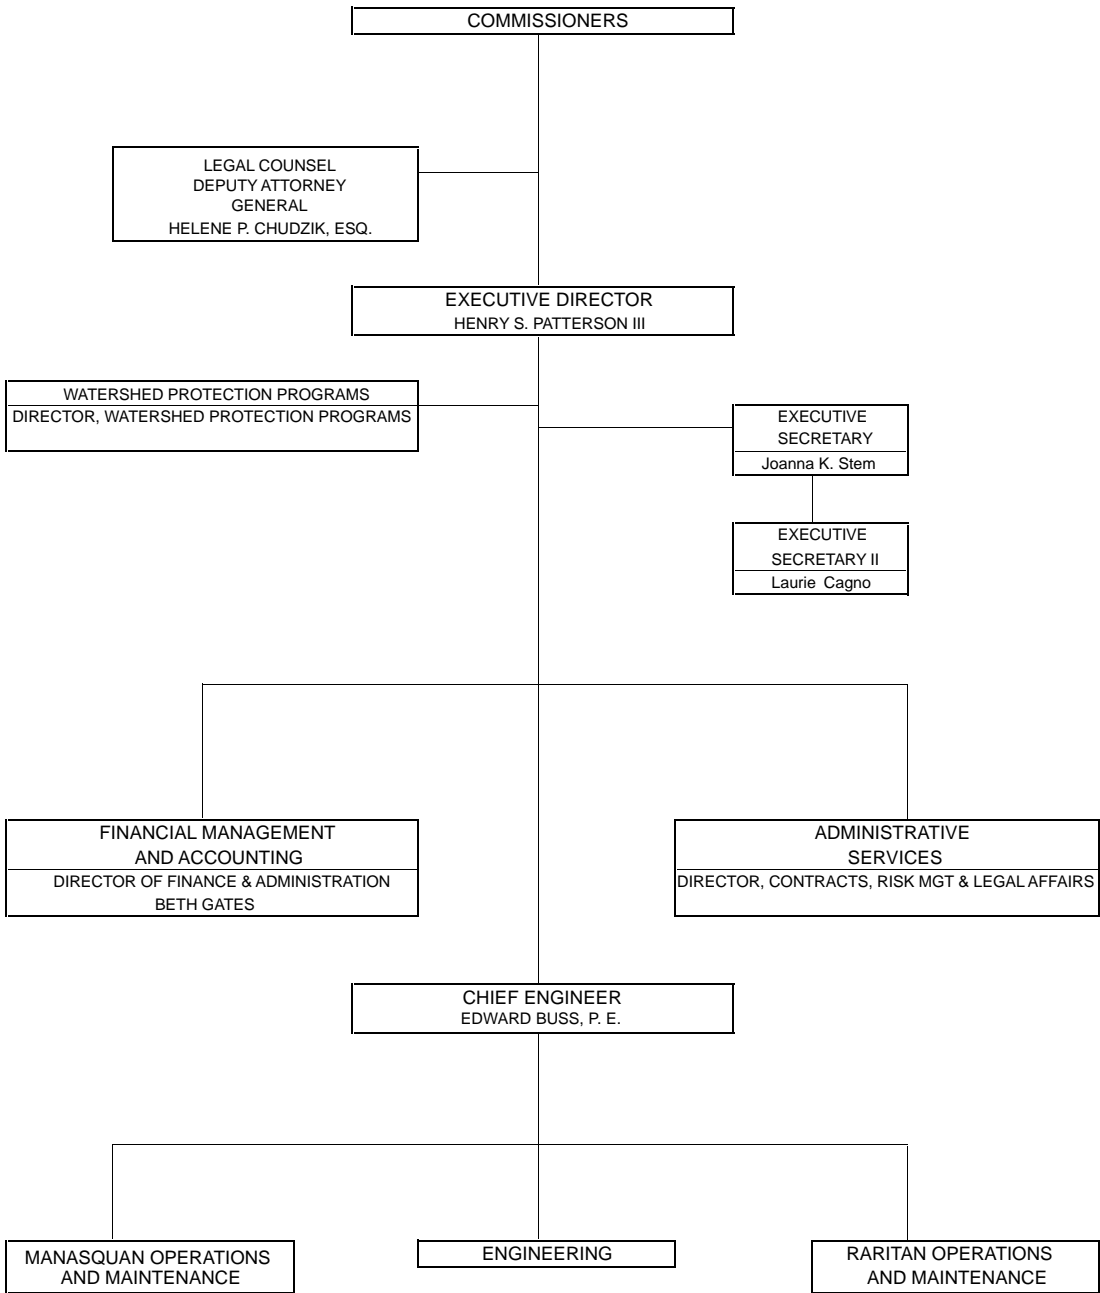 COMMISSIONERS
LEGAL COUNSEL
DEPUTY ATTORNEY
GENERAL
HELENE P. CHUDZIK, ESQ.
EXECUTIVE DIRECTOR
HENRY S. PATTERSON III
WATERSHED PROTECTION PROGRAMS
DIRECTOR, WATERSHED PROTECTION PROGRAMS
EXECUTIVE
SECRETARY
Joanna K. Stem
EXECUTIVE
SECRETARY II
Laurie Cagno
FINANCIAL MANAGEMENT
AND ACCOUNTING
DIRECTOR OF FINANCE & ADMINISTRATION
BETH GATES
ADMINISTRATIVE
SERVICES
DIRECTOR, CONTRACTS, RISK MGT & LEGAL AFFAIRS
CHIEF ENGINEER
EDWARD BUSS, P. E.
MANASQUAN OPERATIONS
AND MAINTENANCE
ENGINEERING
RARITAN OPERATIONS
AND MAINTENANCE